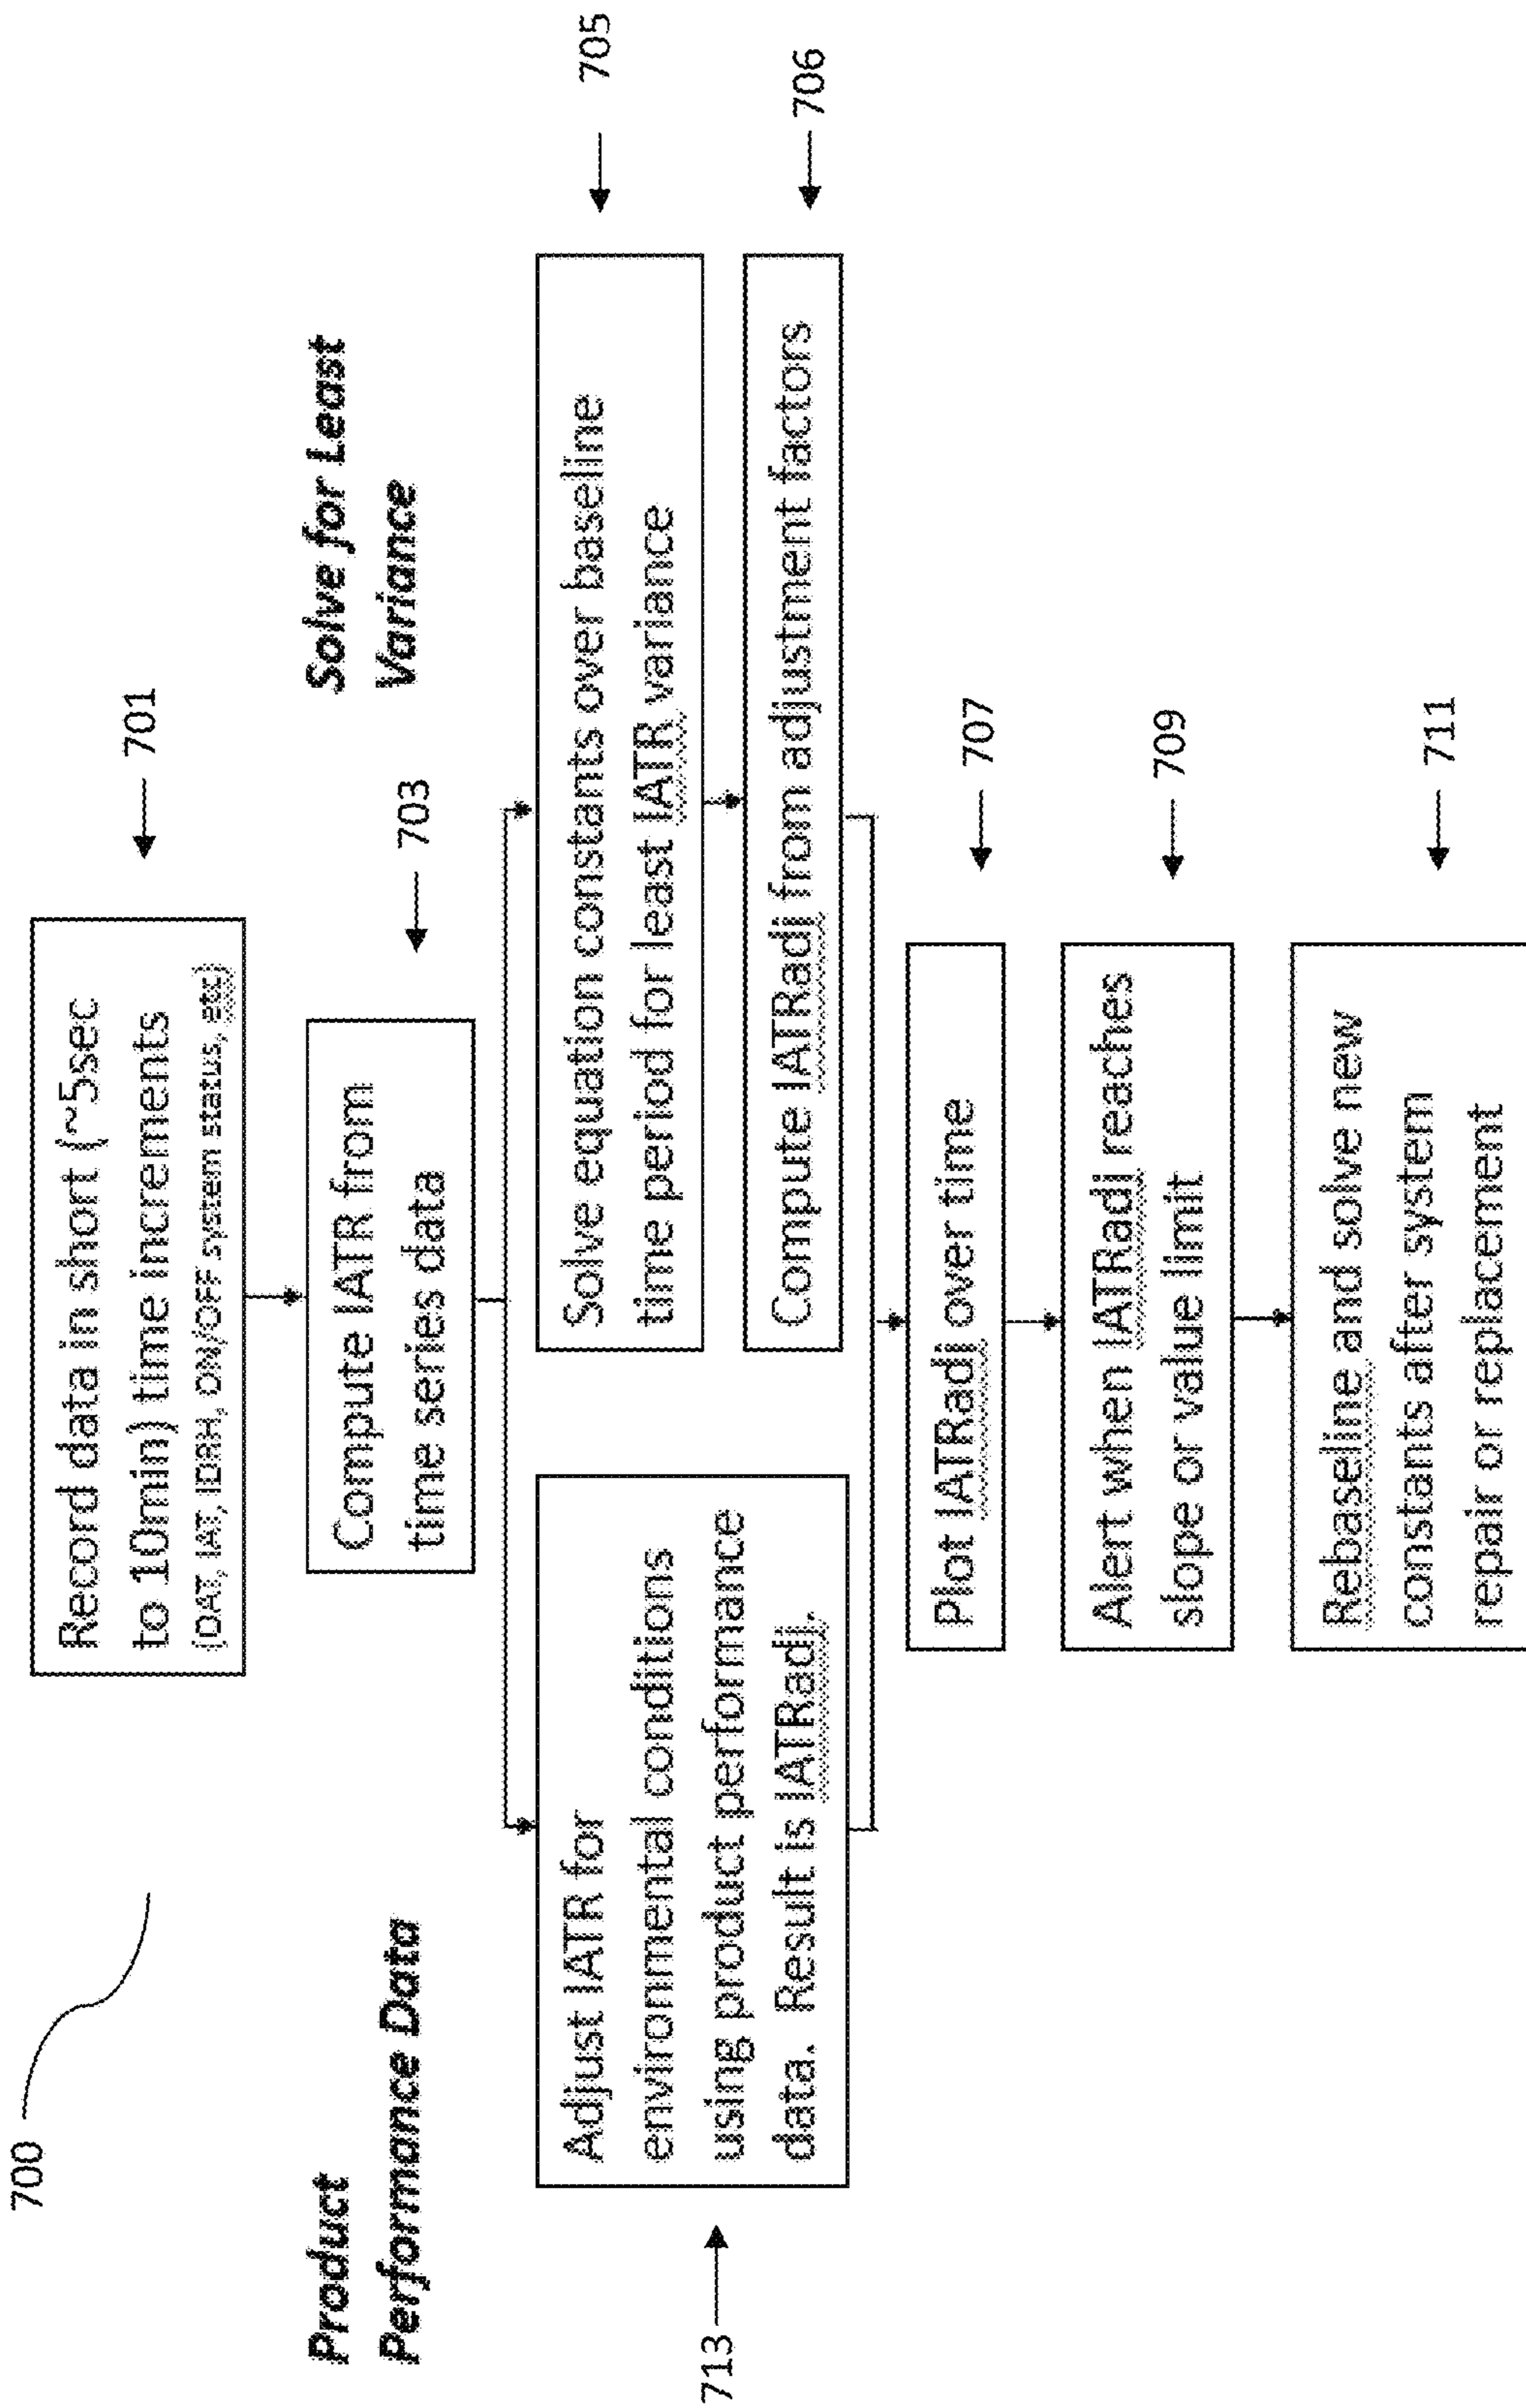 700
Record data in short (~5sec
to 10min) time increments
(DAT, IAT, IDRH, ON/OFF system status, etc)
701
Product
Performance Data
Compute IATR from
time series data
703
Solve for Least
Variance
713
Adjust IATR for
environmental conditions
using product performance
data. Result is IATRadj.
Solve equation constants over baseline
time period for least IATR variance
705
Compute IATRadj from adjustment factors
706
Plot IATRadj over time
707
Alert when IATRadj reaches
slope or value limit
709
Rebaseline and solve new
constants after system
repair or replacement
711